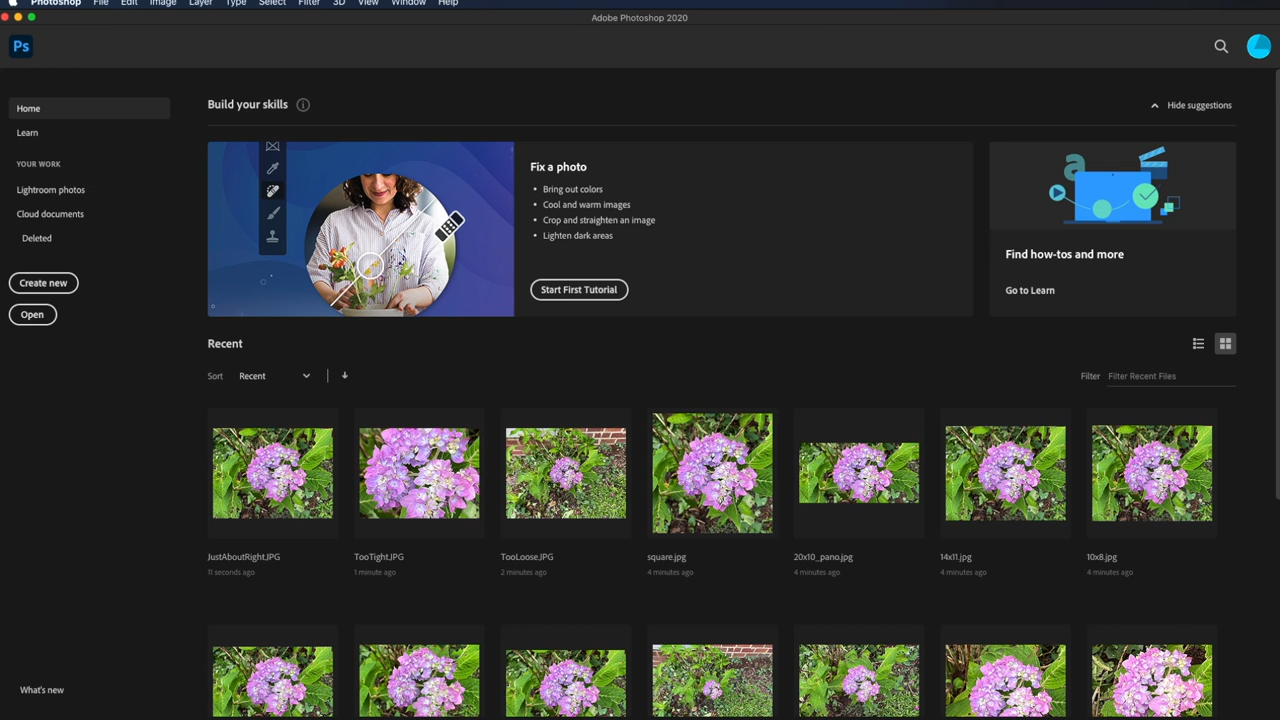 Photoshop File Edit Image Layer Type Select Filter 3D View Window Help
Adobe Photoshop 2020
Ps
Home
Learn
YOUR WORK
Lightroom photos
Cloud documents
Deleted
Create new
Open
What's new
Build your skills
Hide suggestions
Fix a photo
• Bring out colors
• Cool and warm images
• Crop and straighten an image
• Lighten dark areas
Start First Tutorial
a
Find how-tos and more
Go to Learn
Recent
Sort Recent
Filter Filter Recent Files
JustAboutRight.JPG
11 seconds ago
TooTight.JPG
1 minute ago
TooLoose.JPG
2 minutes ago
square.jpg
4 minutes ago
20x10_pano.jpg
4 minutes ago
14x11.jpg
4 minutes ago
10x8.jpg
4 minutes ago